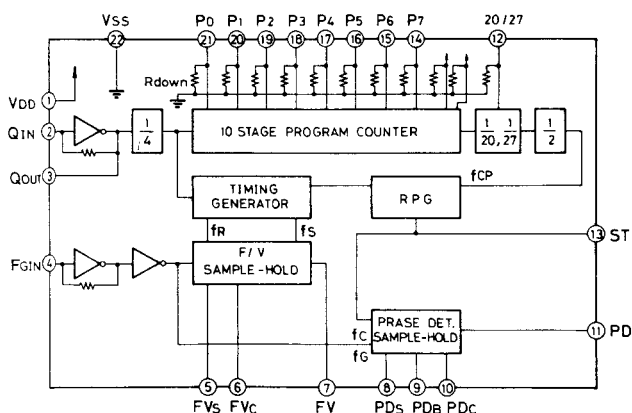 VSS P0 P1 P2 P3 P4 P5 P6 P7 20/27
22 21 20 19 18 17 16 15 14 12
Rdown
VDD 1
QIN 2
1/4
10 STAGE PROGRAM COUNTER
1/20, 1/27
1/2
QOUT 3
TIMING
GENERATOR
RPG
fCP
13 ST
fR fS
FGIN 4
F/V
SAMPLE-HOLD
PRASE DET.
SAMPLE-HOLD
fC
fG
11 PD
5 6 7 8 9 10
FVS FVC FV PDS PDB PDC